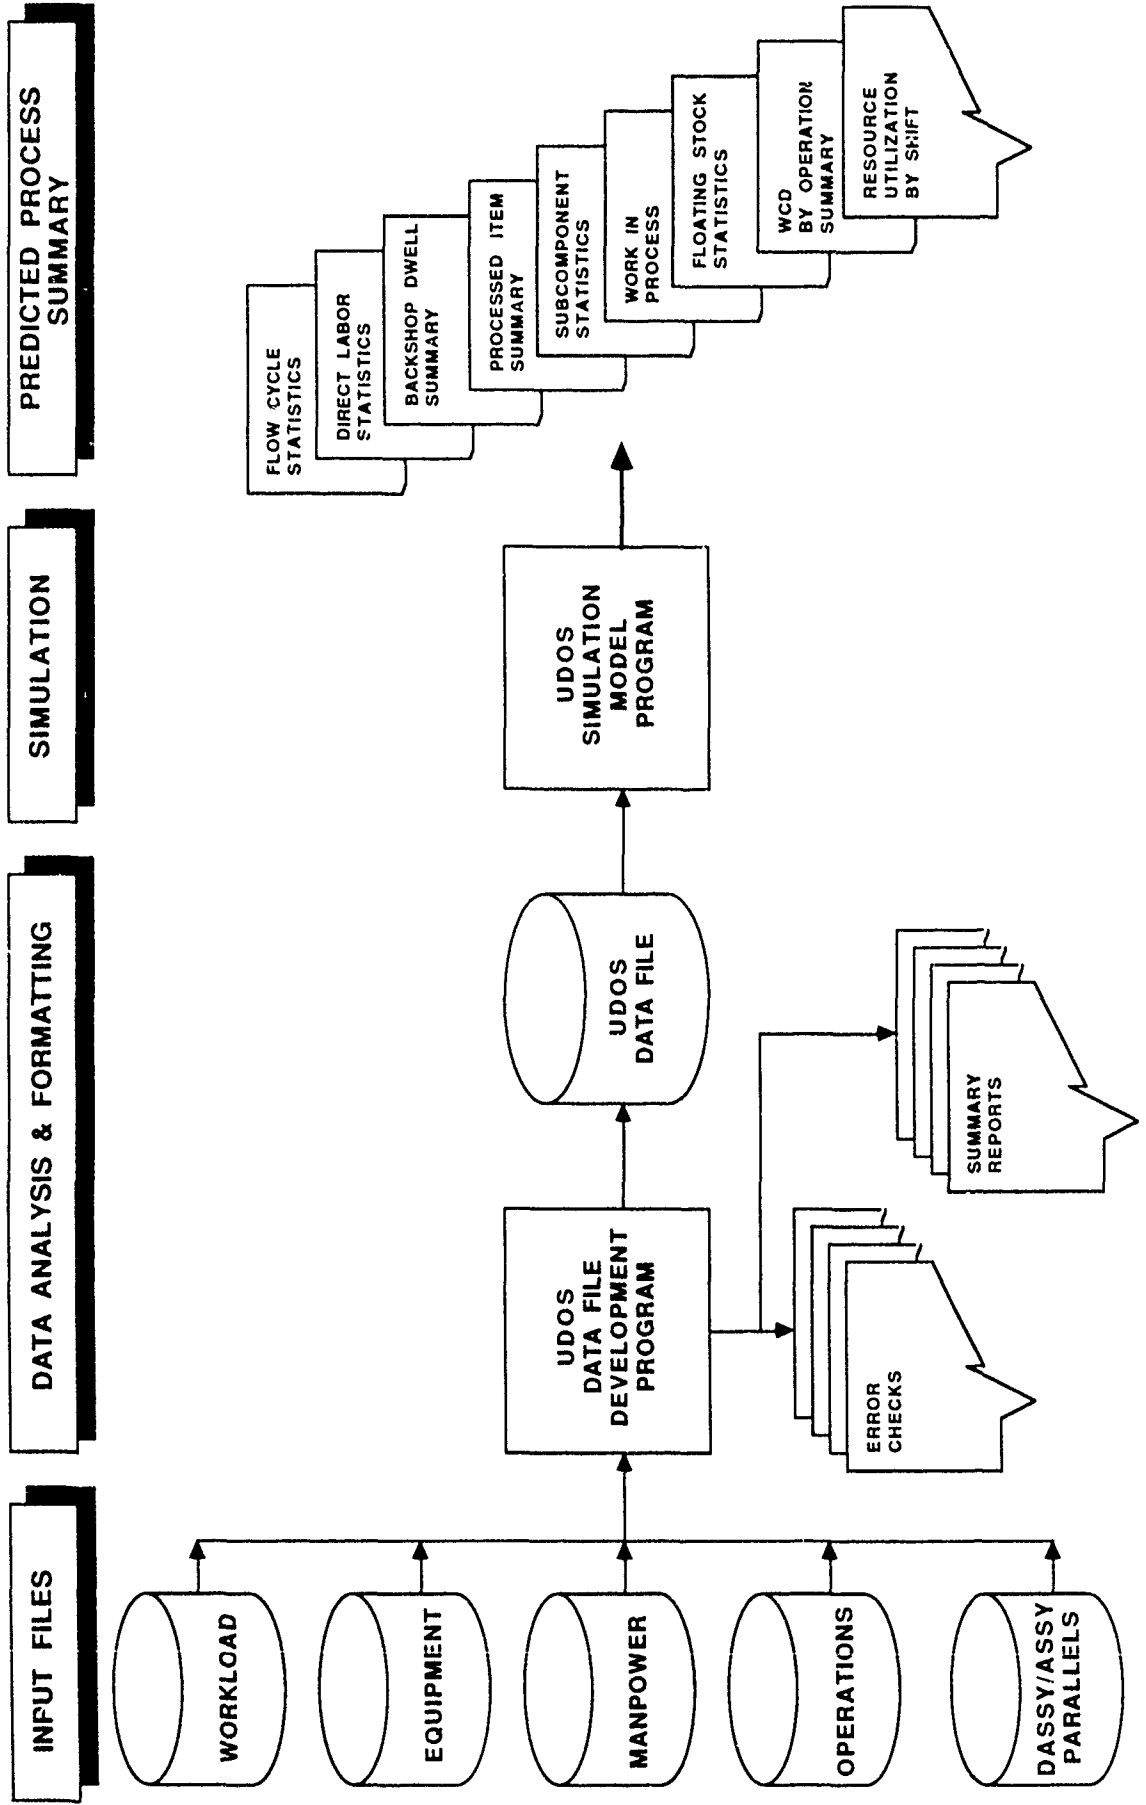 INPUT FILES
DATA ANALYSIS & FORMATTING
SIMULATION
PREDICTED PROCESS
SUMMARY
WORKLOAD
EQUIPMENT
MANPOWER
OPERATIONS
DASSY/ASSY
PARALLELS
UDOS
DATA FILE
DEVELOPMENT
PROGRAM
ERROR
CHECKS
SUMMARY
REPORTS
UDOS
DATA FILE
UDOS
SIMULATION
MODEL
PROGRAM
FLOW CYCLE
STATISTICS
DIRECT LABOR
STATISTICS
BACKSHOP DWELL
SUMMARY
PROCESSED ITEM
SUMMARY
SUBCOMPONENT
STATISTICS
WORK IN
PROCESS
FLOATING STOCK
STATISTICS
WCD
BY OPERATION
SUMMARY
RESOURCE
UTILIZATION
BY SHIFT